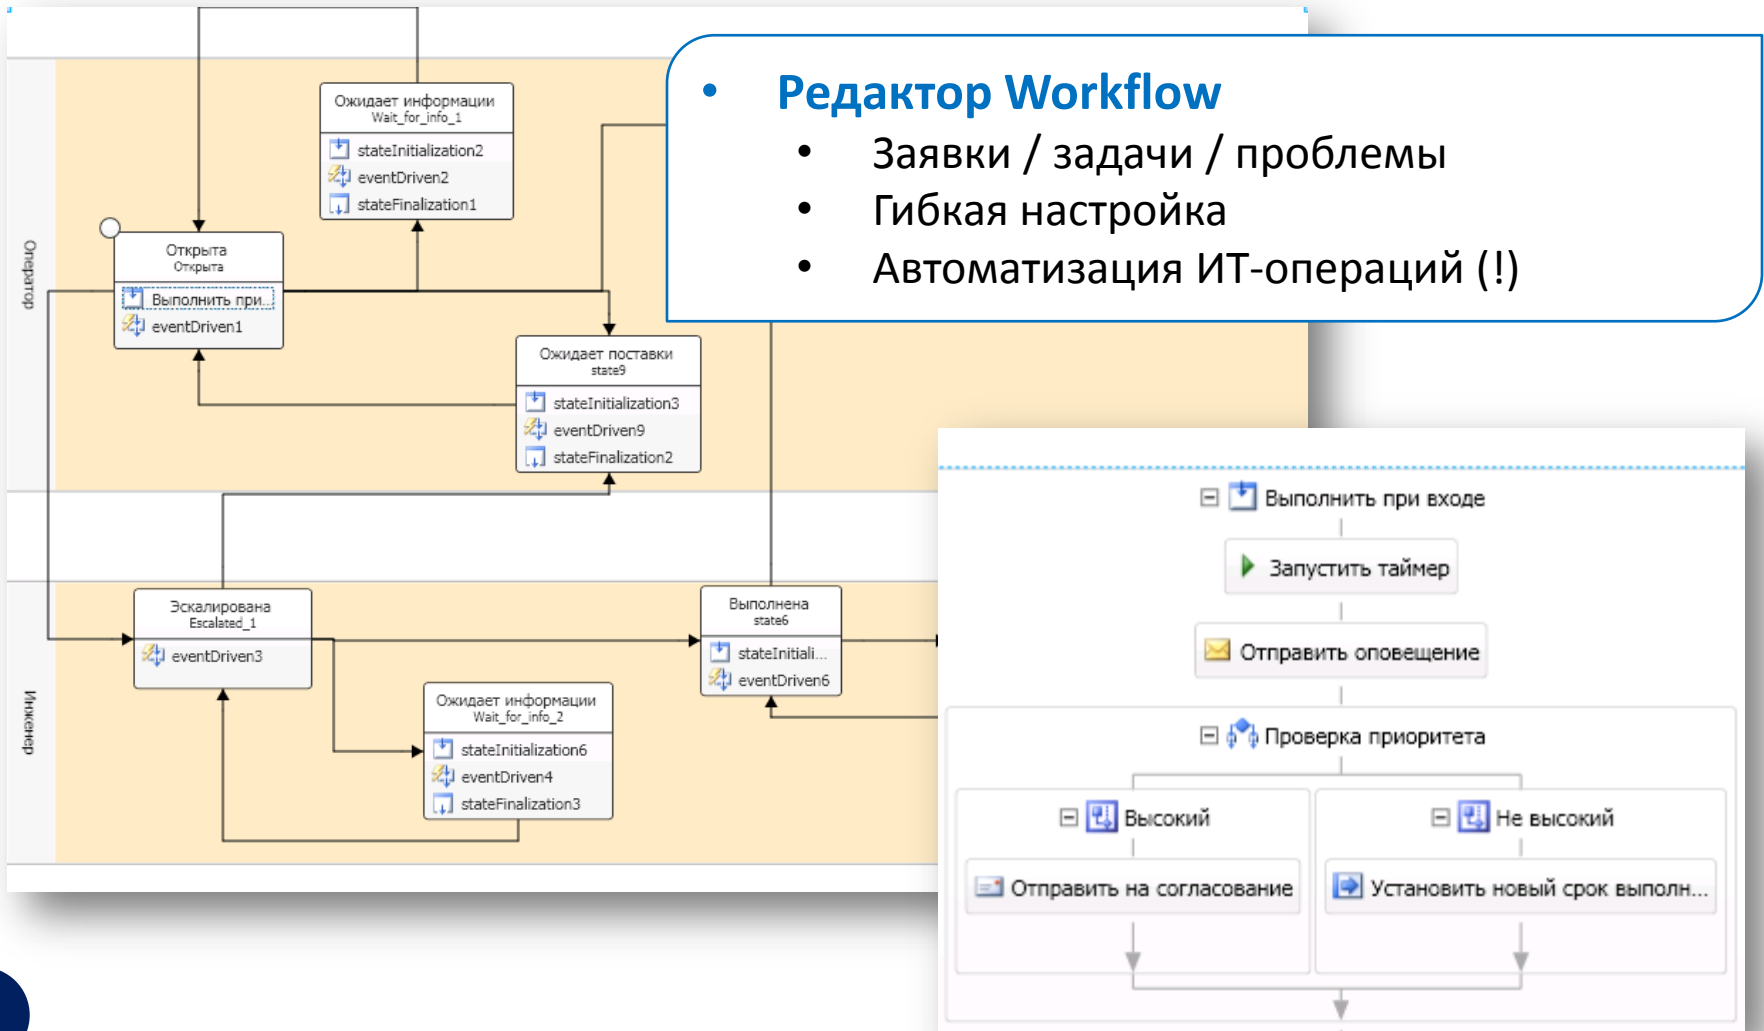 • Редактор Workflow
• Заявки / задачи / проблемы
• Гибкая настройка
• Автоматизация ИТ-операций (!)
Оператор
Ожидает информации
Wait_for_info_1
stateInitialization2
eventDriven2
stateFinalization1
Открыта
Открыта
Выполнить при...
eventDriven1
Ожидает поставки
state9
stateInitialization3
eventDriven9
stateFinalization2
Инженер
Эскалирована
Escalated_1
eventDriven3
Выполнена
state6
stateInitiali...
eventDriven6
Ожидает информации
Wait_for_info_2
stateInitialization6
eventDriven4
stateFinalization3
Выполнить при входе
Запустить таймер
Отправить оповещение
Проверка приоритета
Высокий
Не высокий
Отправить на согласование
Установить новый срок выполн...